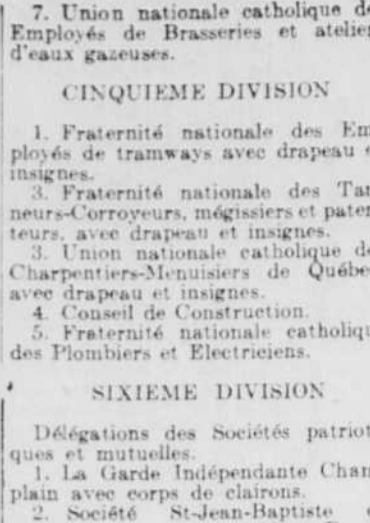 7. Union nationale catholique de
Employés de Brasseries et atelier
d'eaux gazeuses.
CINQUIEME DIVISION
1. Fraternité nationale des Em
ployés de tramways avec drapeau e
insignes.
3. Fraternité nationale des Tan
neurs-Corroyeurs, mégissiers et palen
teurs, avec drapeau et insignes.
3. Union nationale catholique de
Charpentiers-Menuisiers de Québe
avec drapeau et insignes.
4. Conseil de Construction.
5. Fraternité nationale catholiqu
des Plombiers et Electriciens.
SIXIEME DIVISION
Délégations des Sociétés patrioti
ques et mutuelles.
1. La Garde Indépendante Cham
plain avec corps de clairons.
2. Société St-Jean-Baptiste